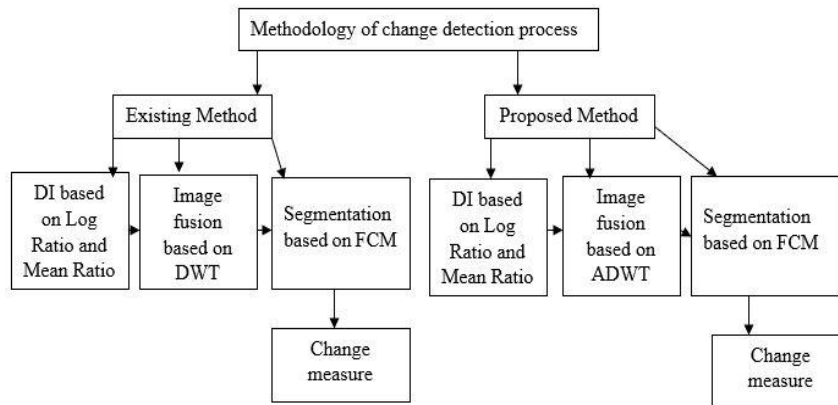 Methodology of change detection process
Existing Method
Proposed Method
DI based
on Log
Ratio and
Mean Ratio
Image
fusion
based on
DWT
Segmentation
based on FCM
Change
measure
DI based
on Log
Ratio and
Mean Ratio
Image
fusion
based on
ADWT
Segmentation
based on FCM
Change
measure